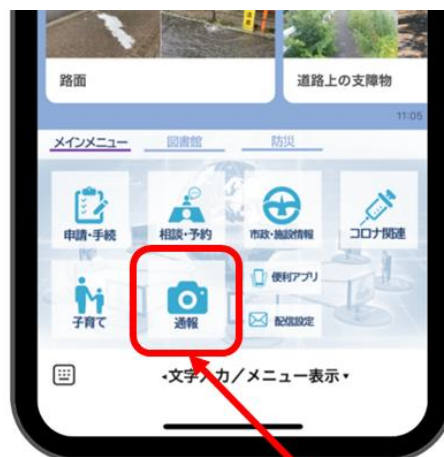 路面
道路上の支障物
11:05
メインメニュー
図書館
防災
申請・手続
相談・予約
市政・施設情報
コロナ関連
子育て
通報
便利アプリ
配信設定
◂文字入力／メニュー表示▾